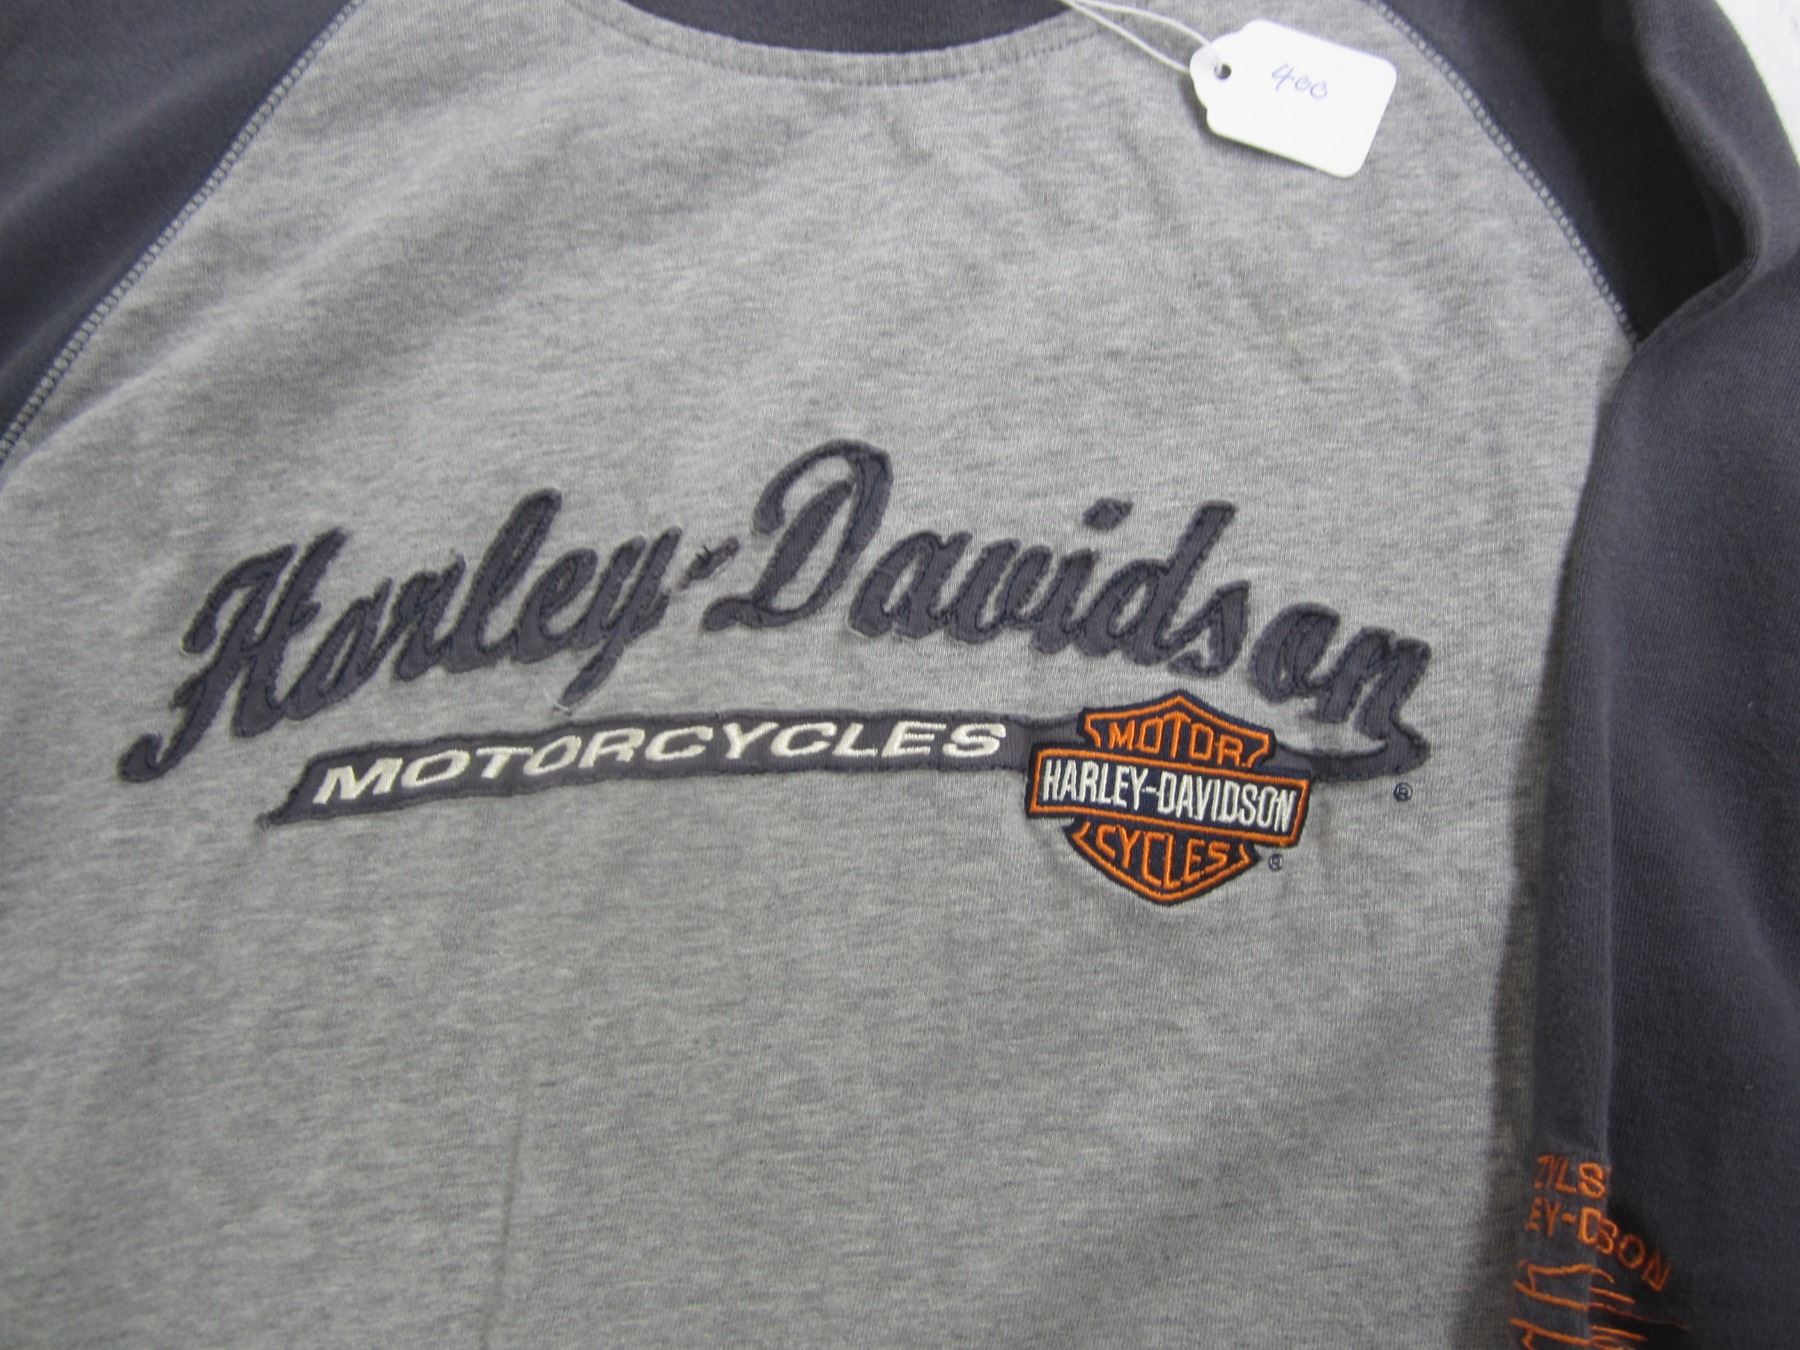 400
Harley-Davidson
MOTORCYCLES
MOTOR
HARLEY-DAVIDSON
CYCLES
®
®